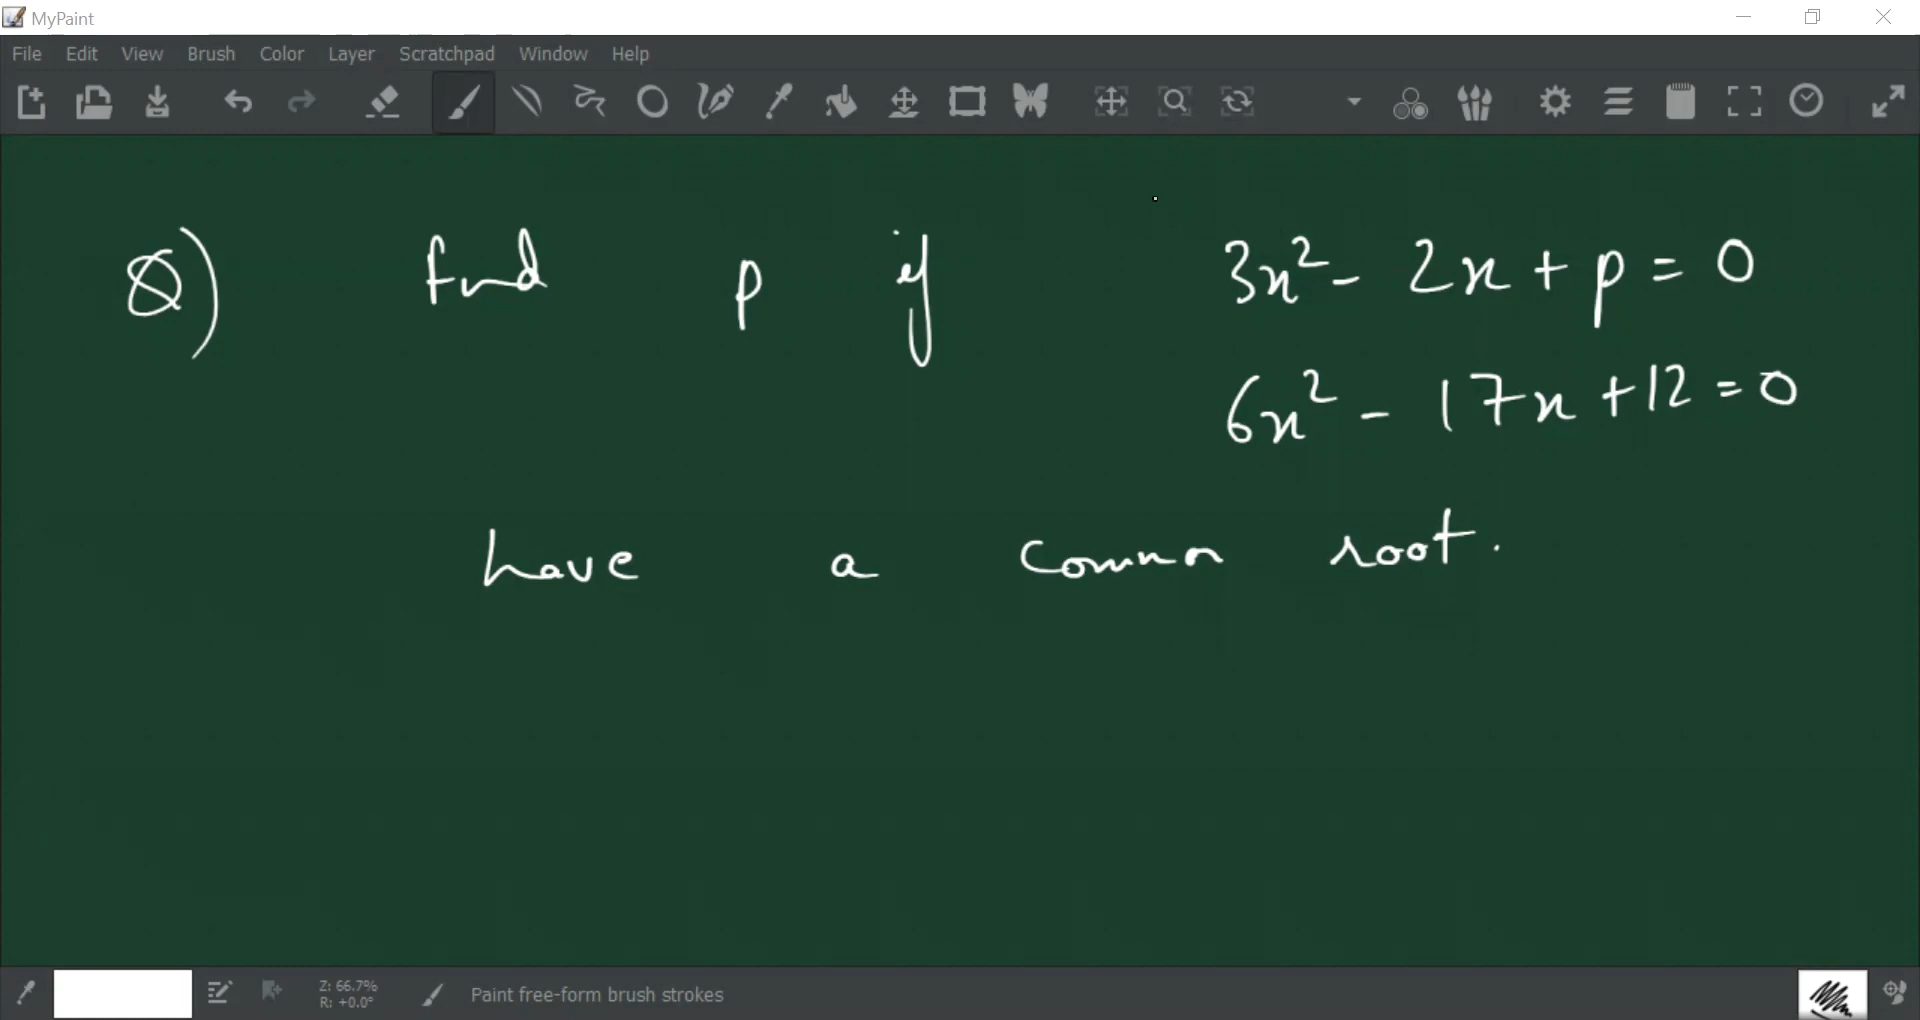 MyPaint
File Edit View Brush Color Layer Scratchpad Window Help
Q) find p if 3x² - 2x + p = 0
6x² - 17x + 12 = 0
have a common root.
Z: 66.7%
R: +0.0°
Paint free-form brush strokes